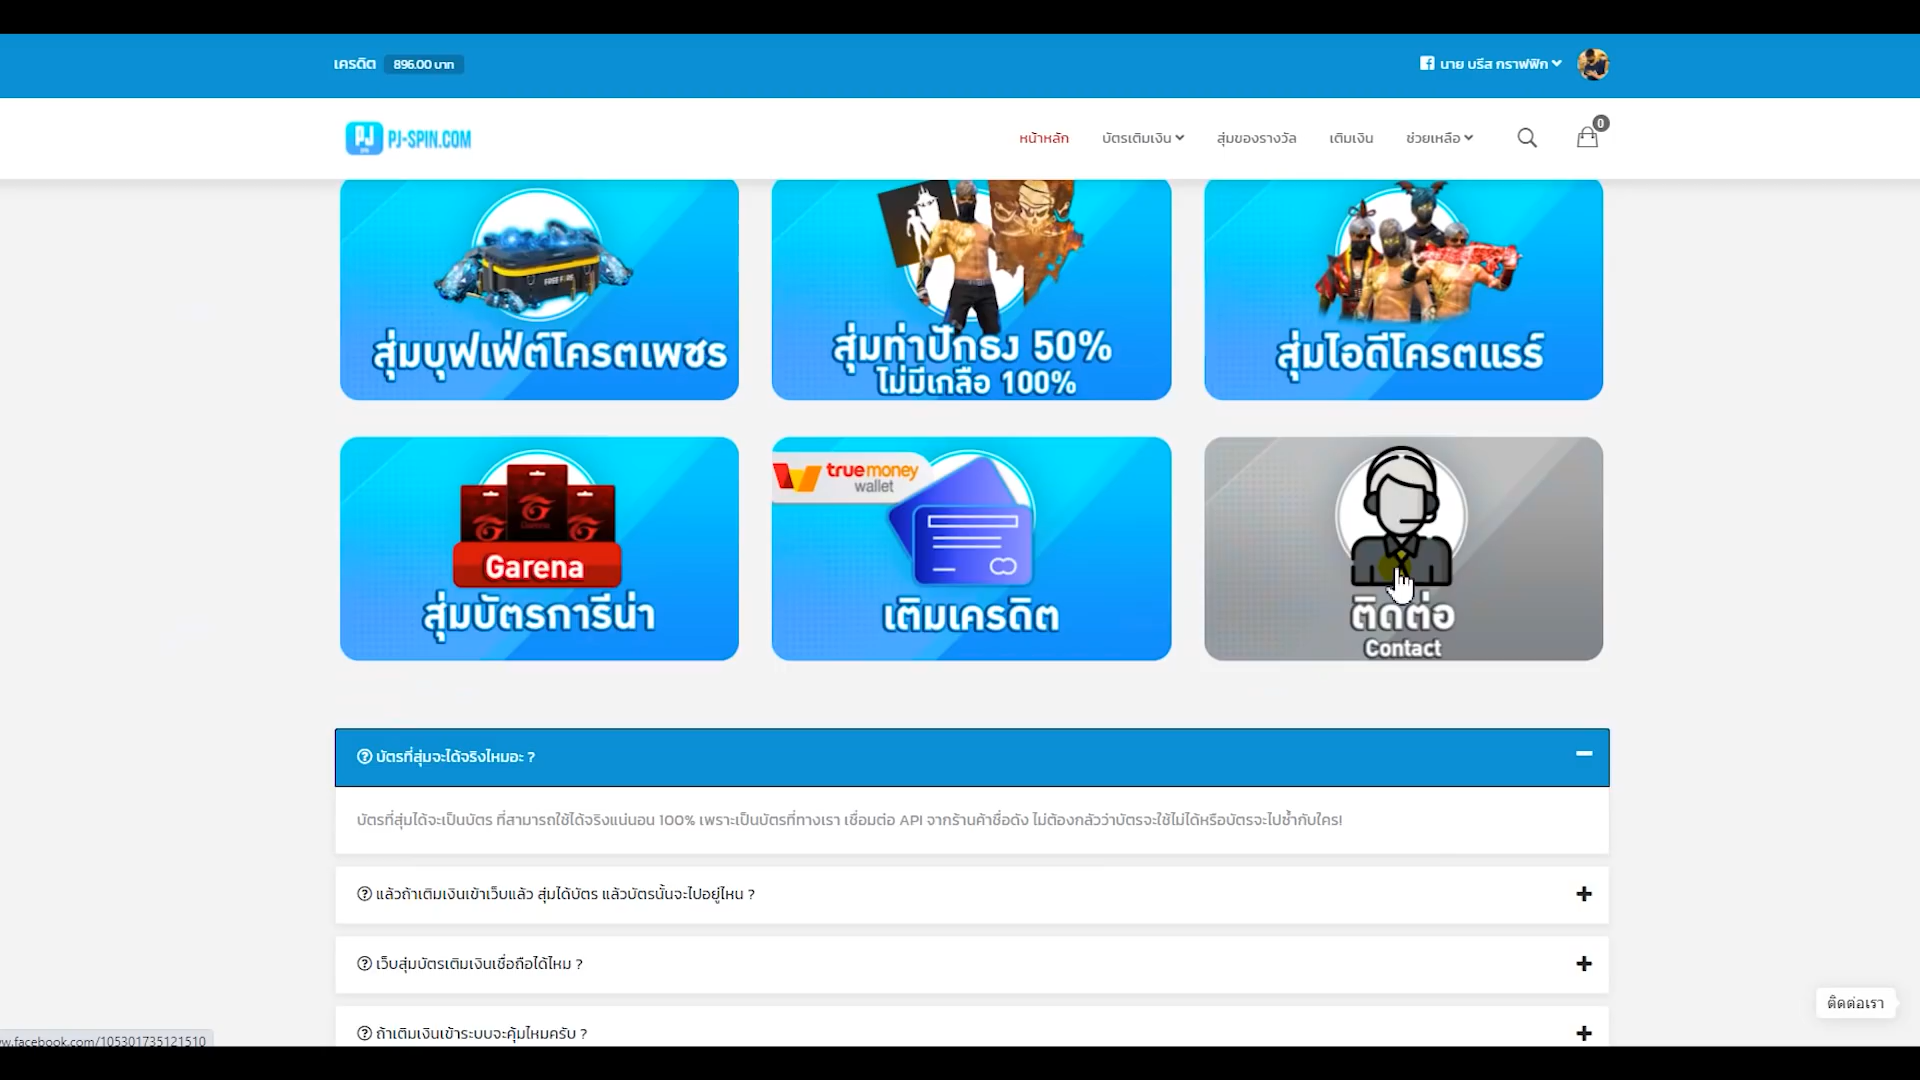 เครดิต 896.00 บาท
นาย บรีส กราฟฟิก
PJ PJ-SPIN.COM
หน้าหลัก บัตรเติมเงิน สุ่มของรางวัล เติมเงิน ช่วยเหลือ 0
FREE FIRE
สุ่มบุฟเฟ่ต์โครตเพชร
สุ่มท่าปักธง 50%
ไม่มีเกลือ 100%
สุ่มไอดีโครตแรร์
Garena
Garena
สุ่มบัตรการีน่า
truemoney
wallet
เติมเครดิต
ติดต่อ
Contact
บัตรที่สุ่มจะได้จริงไหมอะ ?
บัตรที่สุ่มได้จะเป็นบัตร ที่สามารถใช้ได้จริงแน่นอน 100% เพราะเป็นบัตรที่ทางเรา เชื่อมต่อ API จากร้านค้าชื่อดัง ไม่ต้องกลัวว่าบัตรจะใช้ไม่ได้หรือบัตรจะไปซ้ำกับใคร!
แล้วถ้าเติมเงินเข้าเว็บแล้ว สุ่มได้บัตร แล้วบัตรนั้นจะไปอยู่ไหน ?
เว็บสุ่มบัตรเติมเงินเชื่อถือได้ไหม ?
ติดต่อเรา
ถ้าเติมเงินเข้าระบบจะคุ้มไหมครับ ?
w.facebook.com/105301735121510